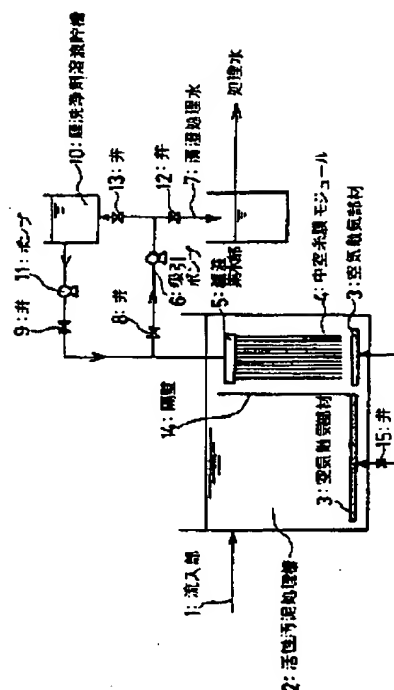 10:膜洗浄剤溶液貯槽
11:ポンプ
9:弁
13:弁
12:弁
8:弁
6:吸引
ポンプ
7:清澄処理水
処理水
5:濾液
集水部
4:中空糸膜モジュール
3:空気散気部材
14:隔壁
3:空気散気部材
15:弁
1:流入部
2:活性汚泥処理槽